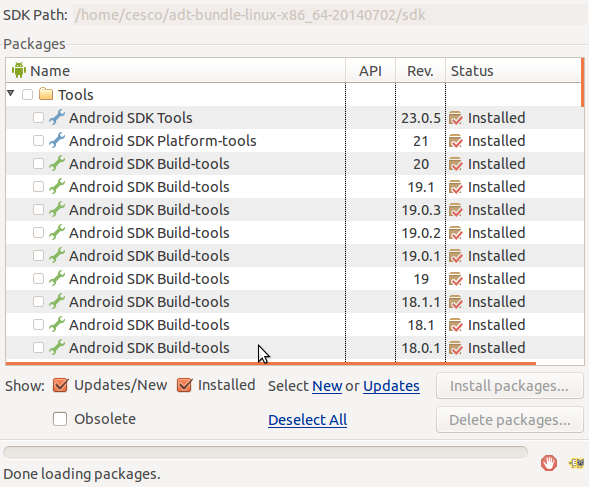 SDK Path: /home/cesco/adt-bundle-linux-x86_64-20140702/sdk
Packages
Name API Rev. Status
Tools
Android SDK Tools 23.0.5 Installed
Android SDK Platform-tools 21 Installed
Android SDK Build-tools 20 Installed
Android SDK Build-tools 19.1 Installed
Android SDK Build-tools 19.0.3 Installed
Android SDK Build-tools 19.0.2 Installed
Android SDK Build-tools 19.0.1 Installed
Android SDK Build-tools 19 Installed
Android SDK Build-tools 18.1.1 Installed
Android SDK Build-tools 18.1 Installed
Android SDK Build-tools 18.0.1 Installed
Show: Updates/New Installed Select New or Updates Install packages...
Obsolete Deselect All Delete packages...
Done loading packages.